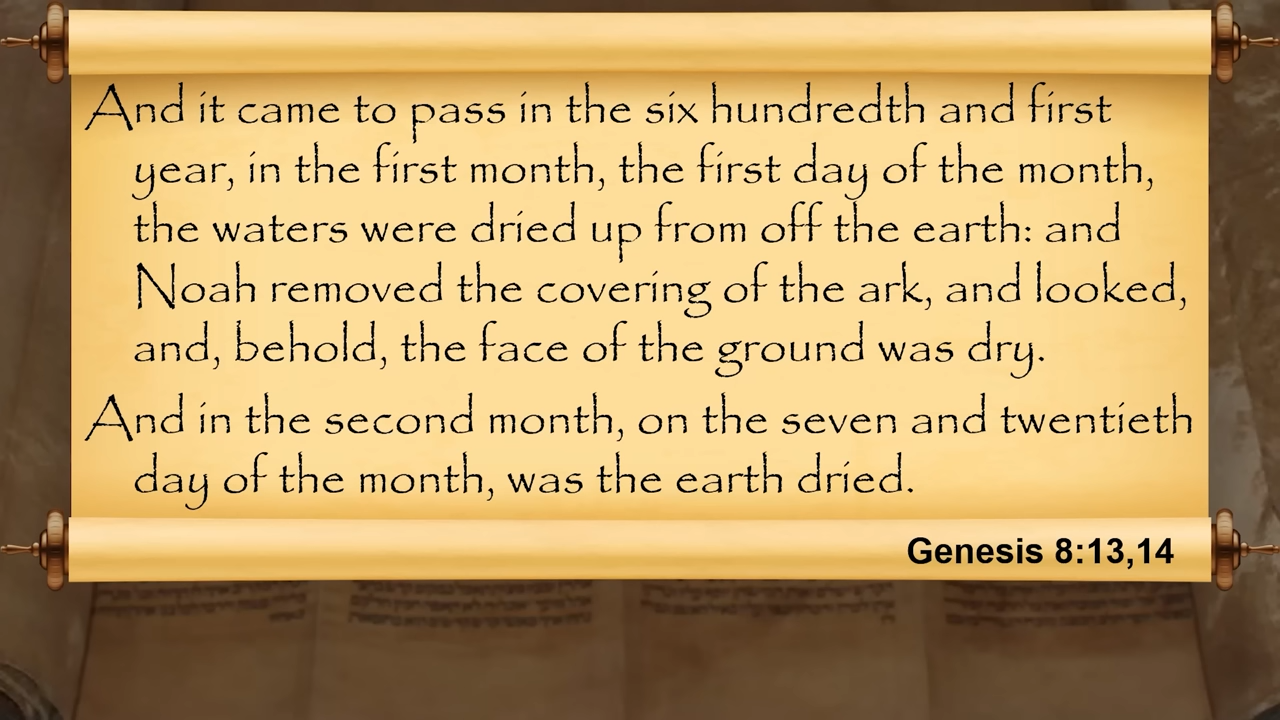 And it came to pass in the six hundredth and first
year, in the first month, the first day of the month,
the waters were dried up from off the earth: and
Noah removed the covering of the ark, and looked,
and, behold, the face of the ground was dry.
And in the second month, on the seven and twentieth
day of the month, was the earth dried.
Genesis 8:13,14